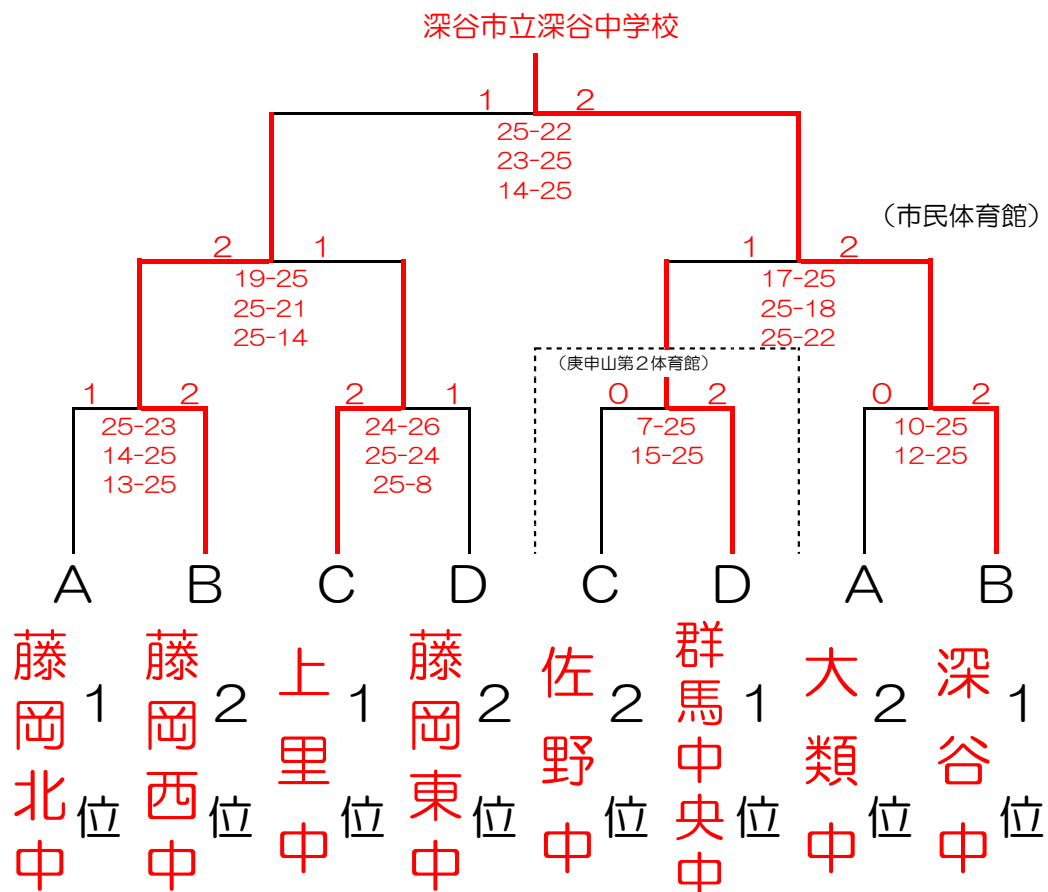 深谷市立深谷中学校
1 2
25-22
23-25
14-25
（市民体育館）
2 1
19-25
25-21
25-14
1 2
17-25
25-18
25-22
（庚申山第２体育館）
1 2
25-23
14-25
13-25
2 1
24-26
25-24
25-8
0 2
7-25
15-25
0 2
10-25
12-25
A B C D C D A B
藤岡北中 1位
藤岡西中 2位
上里中 1位
藤岡東中 2位
佐野中 2位
群馬中央中 1位
大類中 2位
深谷中 1位